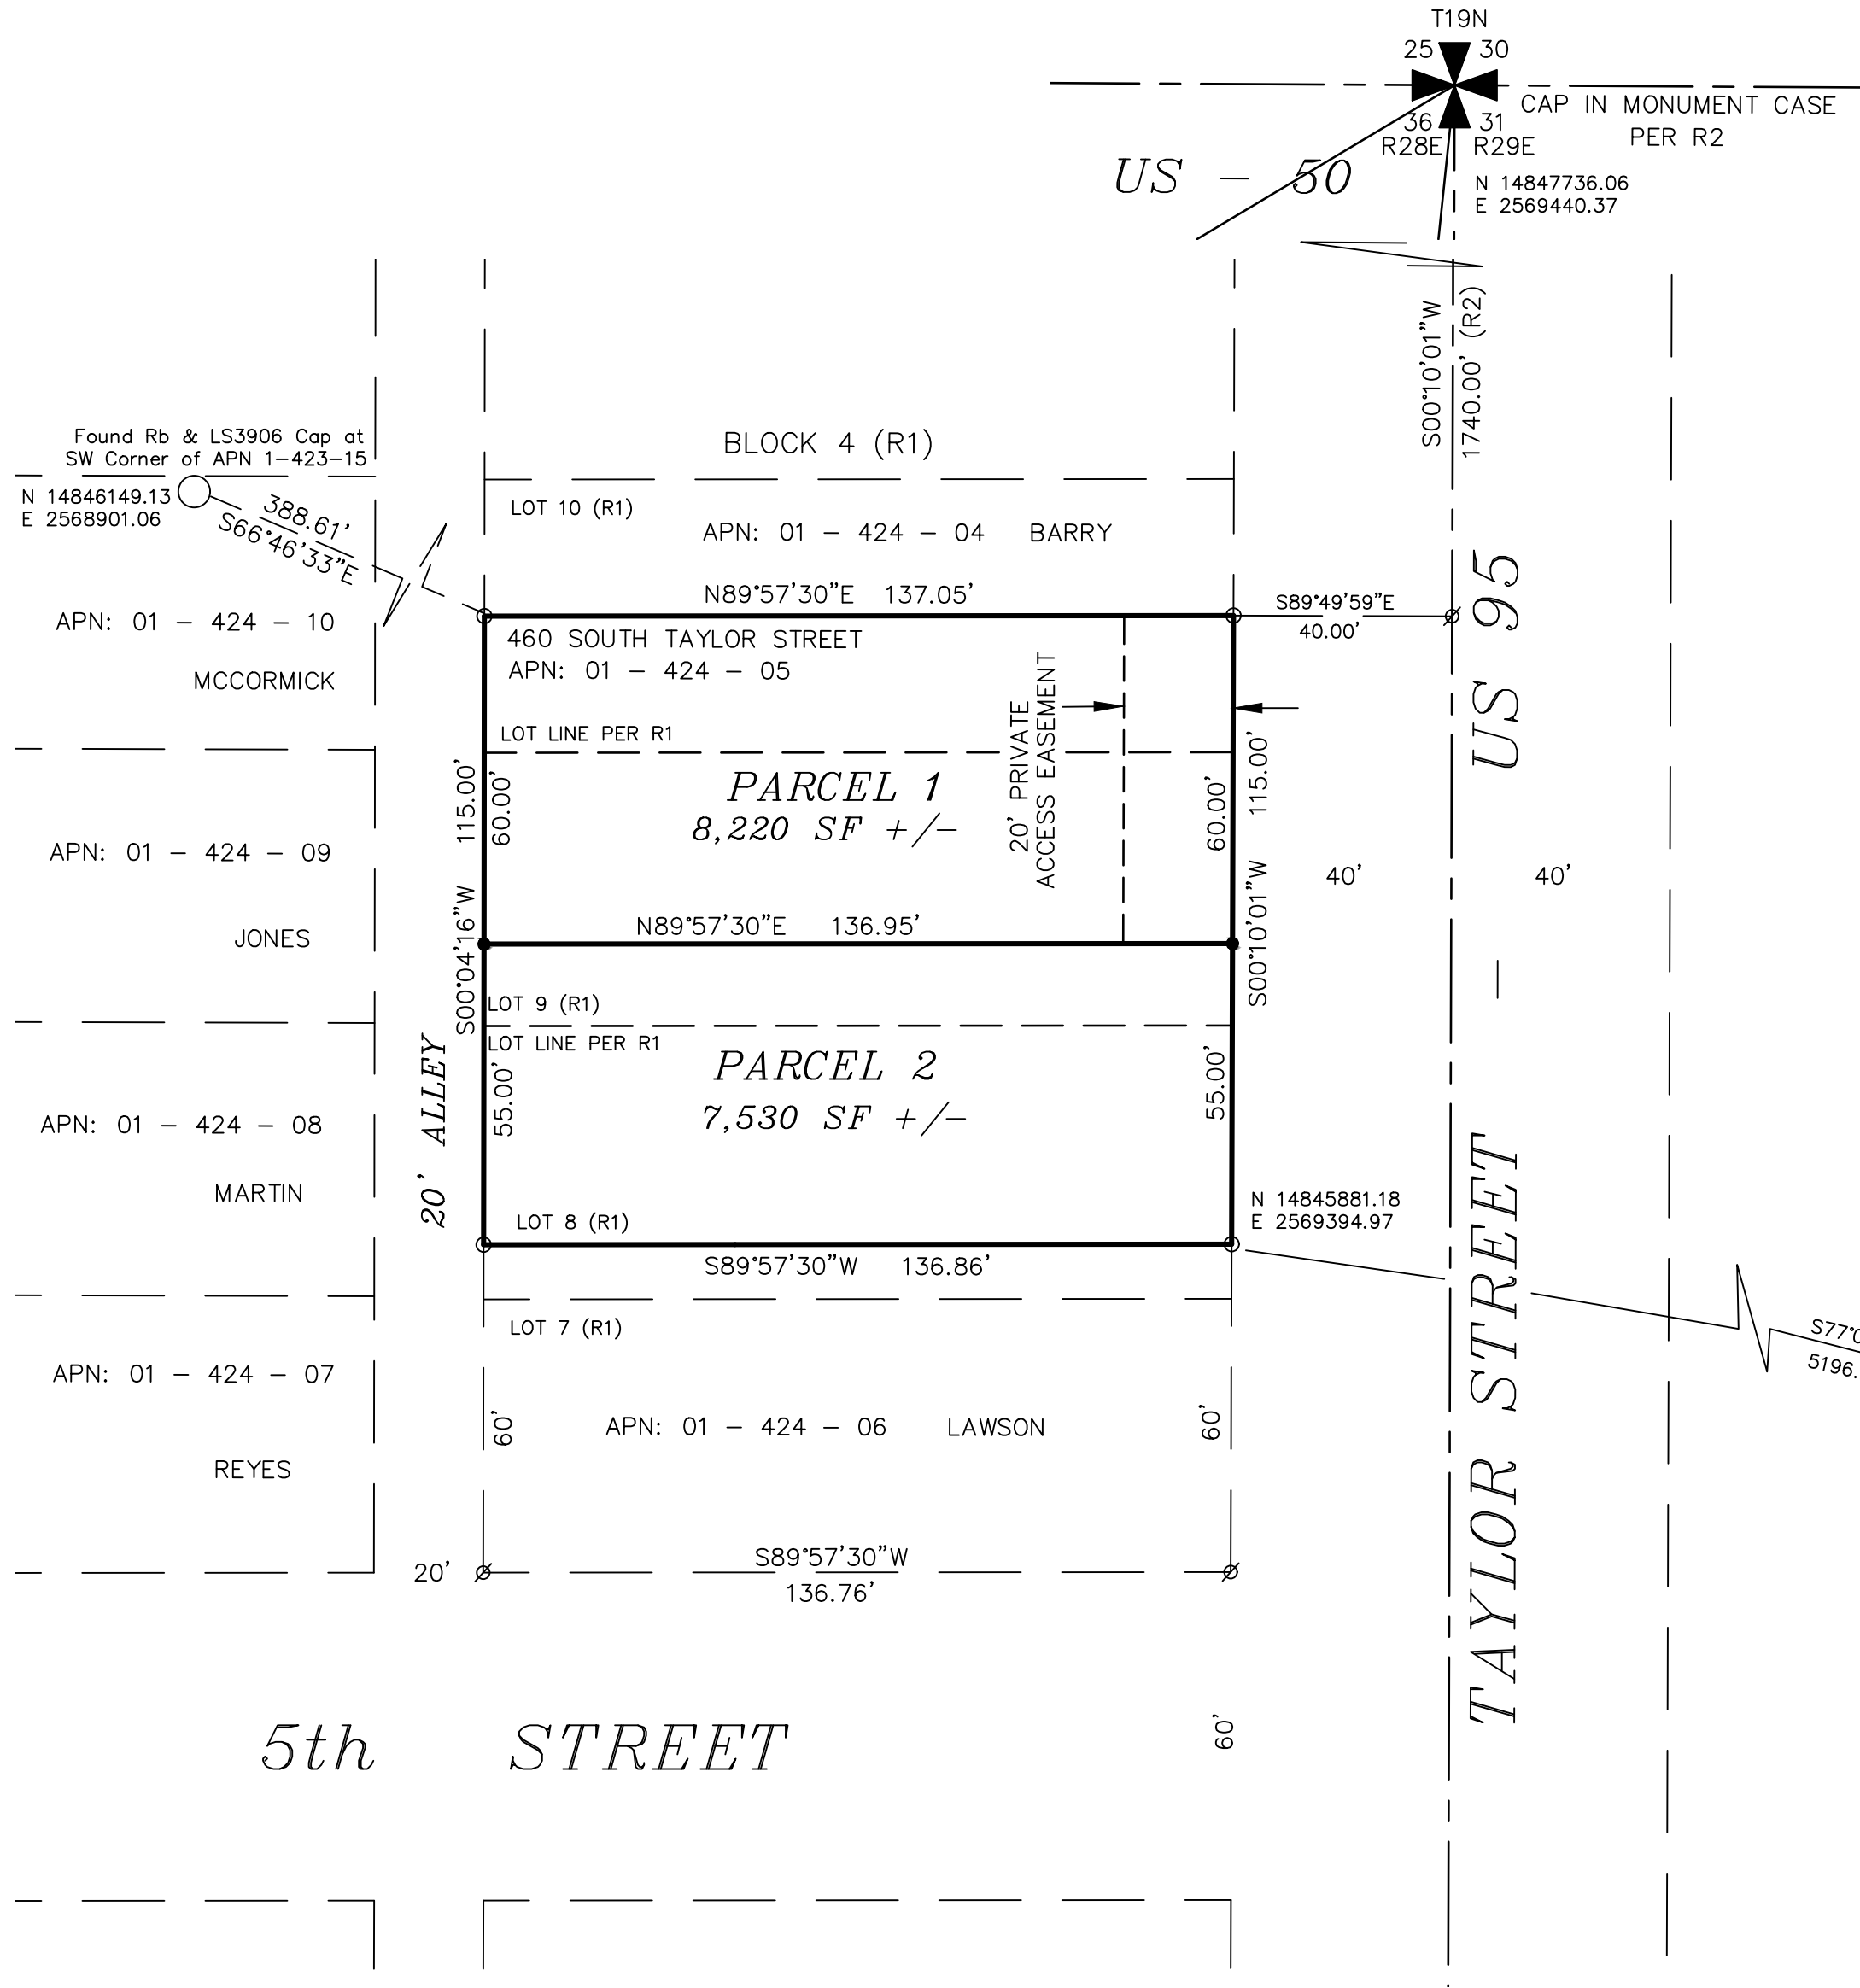 T19N
25 30
36 31
R28E R29E
CAP IN MONUMENT CASE
PER R2
N 14847736.06
E 2569440.37
US - 50
S00°10'01"W
1740.00' (R2)
Found Rb & LS3906 Cap at
SW Corner of APN 1-423-15
N 14846149.13
E 2568901.06
388.61'
S66°46'33"E
BLOCK 4 (R1)
LOT 10 (R1)
APN: 01 - 424 - 04 BARRY
N89°57'30"E 137.05'
S89°49'59"E
40.00'
US 95 - TAYLOR STREET
APN: 01 - 424 - 10
MCCORMICK
460 SOUTH TAYLOR STREET
APN: 01 - 424 - 05
20' PRIVATE
ACCESS EASEMENT
LOT LINE PER R1
PARCEL 1
8,220 SF +/-
S00°04'16"W 115.00'
60.00'
60.00'
S00°10'01"W 115.00'
40'
40'
APN: 01 - 424 - 09
JONES
N89°57'30"E 136.95'
LOT 9 (R1)
LOT LINE PER R1
PARCEL 2
7,530 SF +/-
55.00'
55.00'
20' ALLEY
APN: 01 - 424 - 08
MARTIN
LOT 8 (R1)
N 14845881.18
E 2569394.97
S89°57'30"W 136.86'
S77°0
5196.
LOT 7 (R1)
APN: 01 - 424 - 07
REYES
60'
APN: 01 - 424 - 06 LAWSON
60'
20'
S89°57'30"W
136.76'
5th STREET
60'